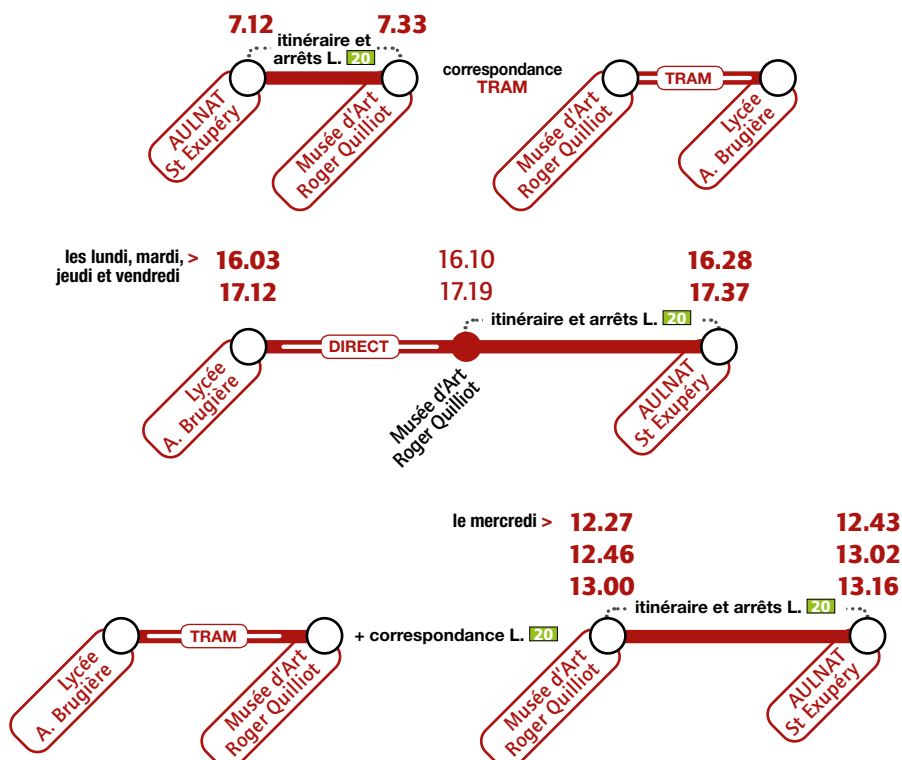 7.12 7.33
itinéraire et
arrêts L. 20
AULNAT
St Exupéry
Musée d'Art
Roger Quilliot
correspondance
TRAM
TRAM
Musée d'Art
Roger Quilliot
Lycée
A. Brugière
les lundi, mardi, > 16.03 16.10 16.28
jeudi et vendredi 17.12 17.19 17.37
itinéraire et arrêts L. 20
DIRECT
Lycée
A. Brugière
Musée d'Art
Roger Quilliot
AULNAT
St Exupéry
le mercredi > 12.27 12.43
12.46 13.02
13.00 13.16
itinéraire et arrêts L. 20
TRAM
+ correspondance L. 20
Lycée
A. Brugière
Musée d'Art
Roger Quilliot
Musée d'Art
Roger Quilliot
AULNAT
St Exupéry